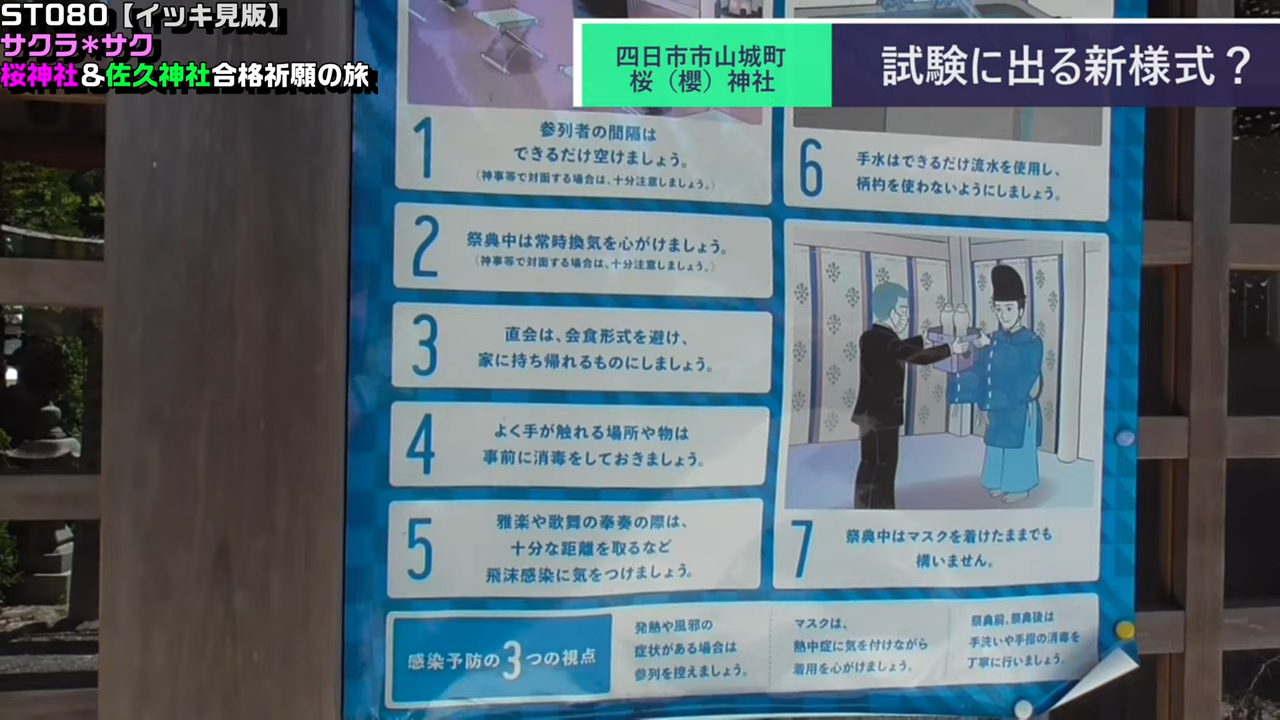 ST080【イッキ見版】
サクラ＊サク
桜神社＆佐久神社合格祈願の旅
四日市市山城町
桜（櫻）神社
試験に出る新様式？
1
参列者の間隔は
できるだけ空けましょう。
（神事等で対面する場合は、十分注意しましょう。）
2
祭典中は常時換気を心がけましょう。
（神事等で対面する場合は、十分注意しましょう。）
3
直会は、会食形式を避け、
家に持ち帰れるものにしましょう。
4
よく手が触れる場所や物は
事前に消毒をしておきましょう。
5
雅楽や歌舞の奉奏の際は、
十分な距離を取るなど
飛沫感染に気をつけましょう。
6
手水はできるだけ流水を使用し、
柄杓を使わないようにしましょう。
7
祭典中はマスクを着けたままでも
構いません。
感染予防の3つの視点
発熱や風邪の
症状がある場合は
参列を控えましょう。
マスクは、
熱中症に気を付けながら
着用を心がけましょう。
祭典前、祭典後は
手洗いや手指の消毒を
丁寧に行いましょう。